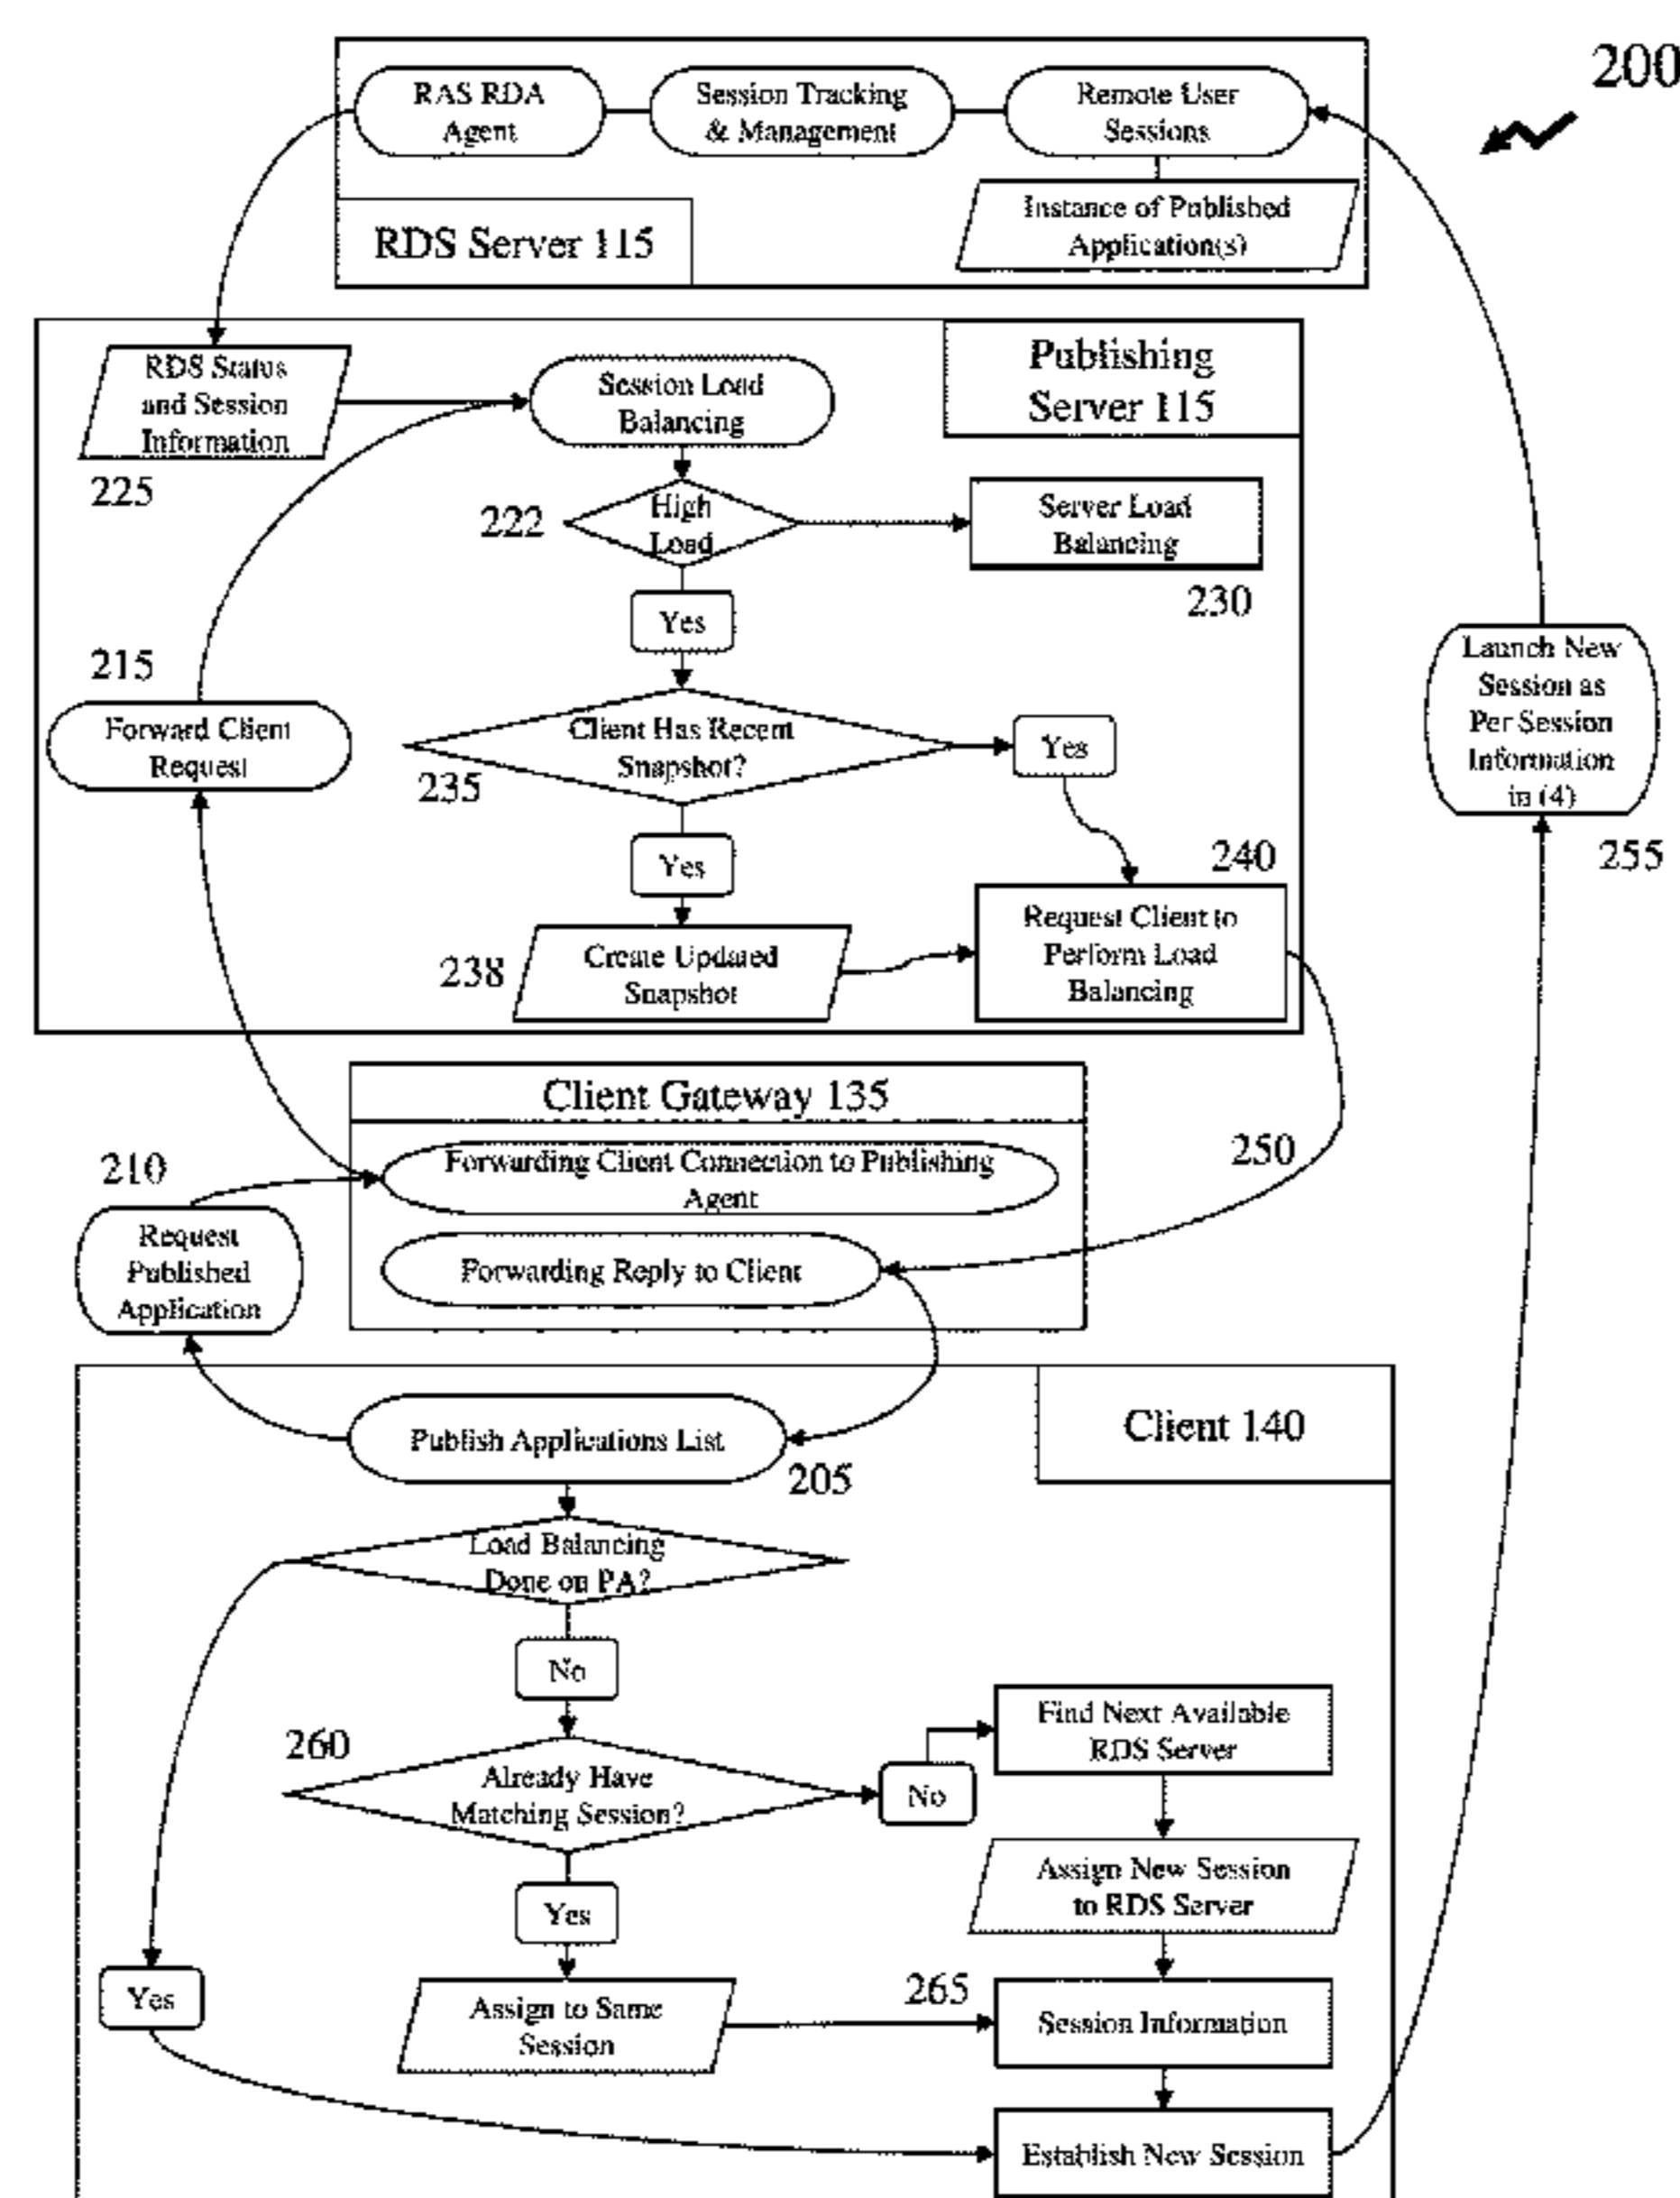 200
RAS RDA
Agent
Session Tracking
& Management
Remote User
Sessions
Instance of Published
Application(s)
RDS Server 115
RDS Status
and Session
Information
225
Session Load
Balancing
Publishing
Server 115
222
High
Load
Server Load
Balancing
230
Yes
215
Forward Client
Request
Client Has Recent
Snapshot?
235
Yes
Launch New
Session as
Per Session
Information
in (4)
255
Yes
240
238
Create Updated
Snapshot
Request Client to
Perform Load
Balancing
Client Gateway 135
Forwarding Client Connection to Publishing
Agent
250
210
Request
Published
Application
Forwarding Reply to Client
Client 140
Publish Applications List
205
Load Balancing
Done on PA?
No
260
Already Have
Matching Session?
No
Find Next Available
RDS Server
Assign New Session
to RDS Server
Yes
Yes
Assign to Same
Session
265
Session Information
Establish New Session